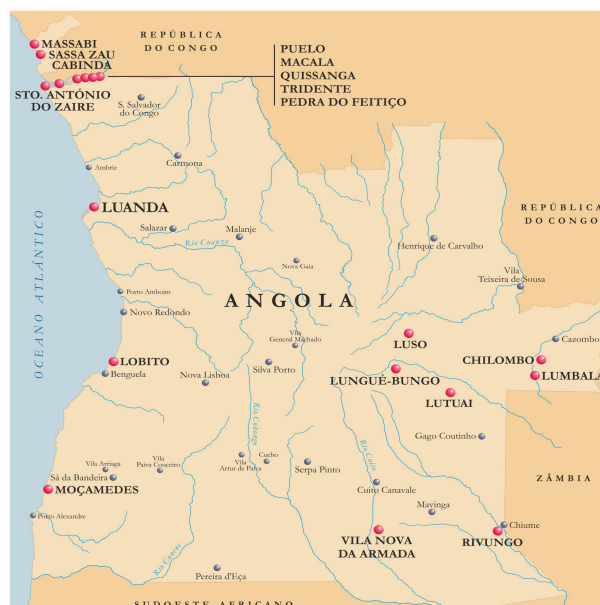 REPÚBLICA
DO CONGO
MASSABI
SASSA ZAU
CABINDA
PUELO
MACALA
QUISSANGA
TRIDENTE
PEDRA DO FEITIÇO
STO. ANTÓNIO
DO ZAIRE
S. Salvador
do Congo
Carmona
Ambriz
LUANDA
REPÚBLICA
DO CONGO
OCEANO ATLÂNTICO
Salazar
Malanje
Rio Cuanza
Henrique de Carvalho
Nova Gaia
Vila
Teixeira de Sousa
Porto Amboim
ANGOLA
Novo Redondo
Vila
General Machado
LUSO
Cazombo
LOBITO
CHILOMBO
Benguela
Nova Lisboa
Silva Porto
LUNGUÉ-BUNGO
LUMBALA
LUTUAI
Rio Cubango
Gago Coutinho
Rio Cuito
Vila Arriaga
Vila
Paiva Couceiro
Vila
Artur de Paiva
Cucho
Serpa Pinto
Sá da Bandeira
ZÂMBIA
MOÇAMEDES
Cuito Canavale
Mavinga
Porto Alexandre
Chiume
VILA NOVA
DA ARMADA
RIVUNGO
Rio Cunene
Pereira d'Eça
SUDOESTE AFRICANO